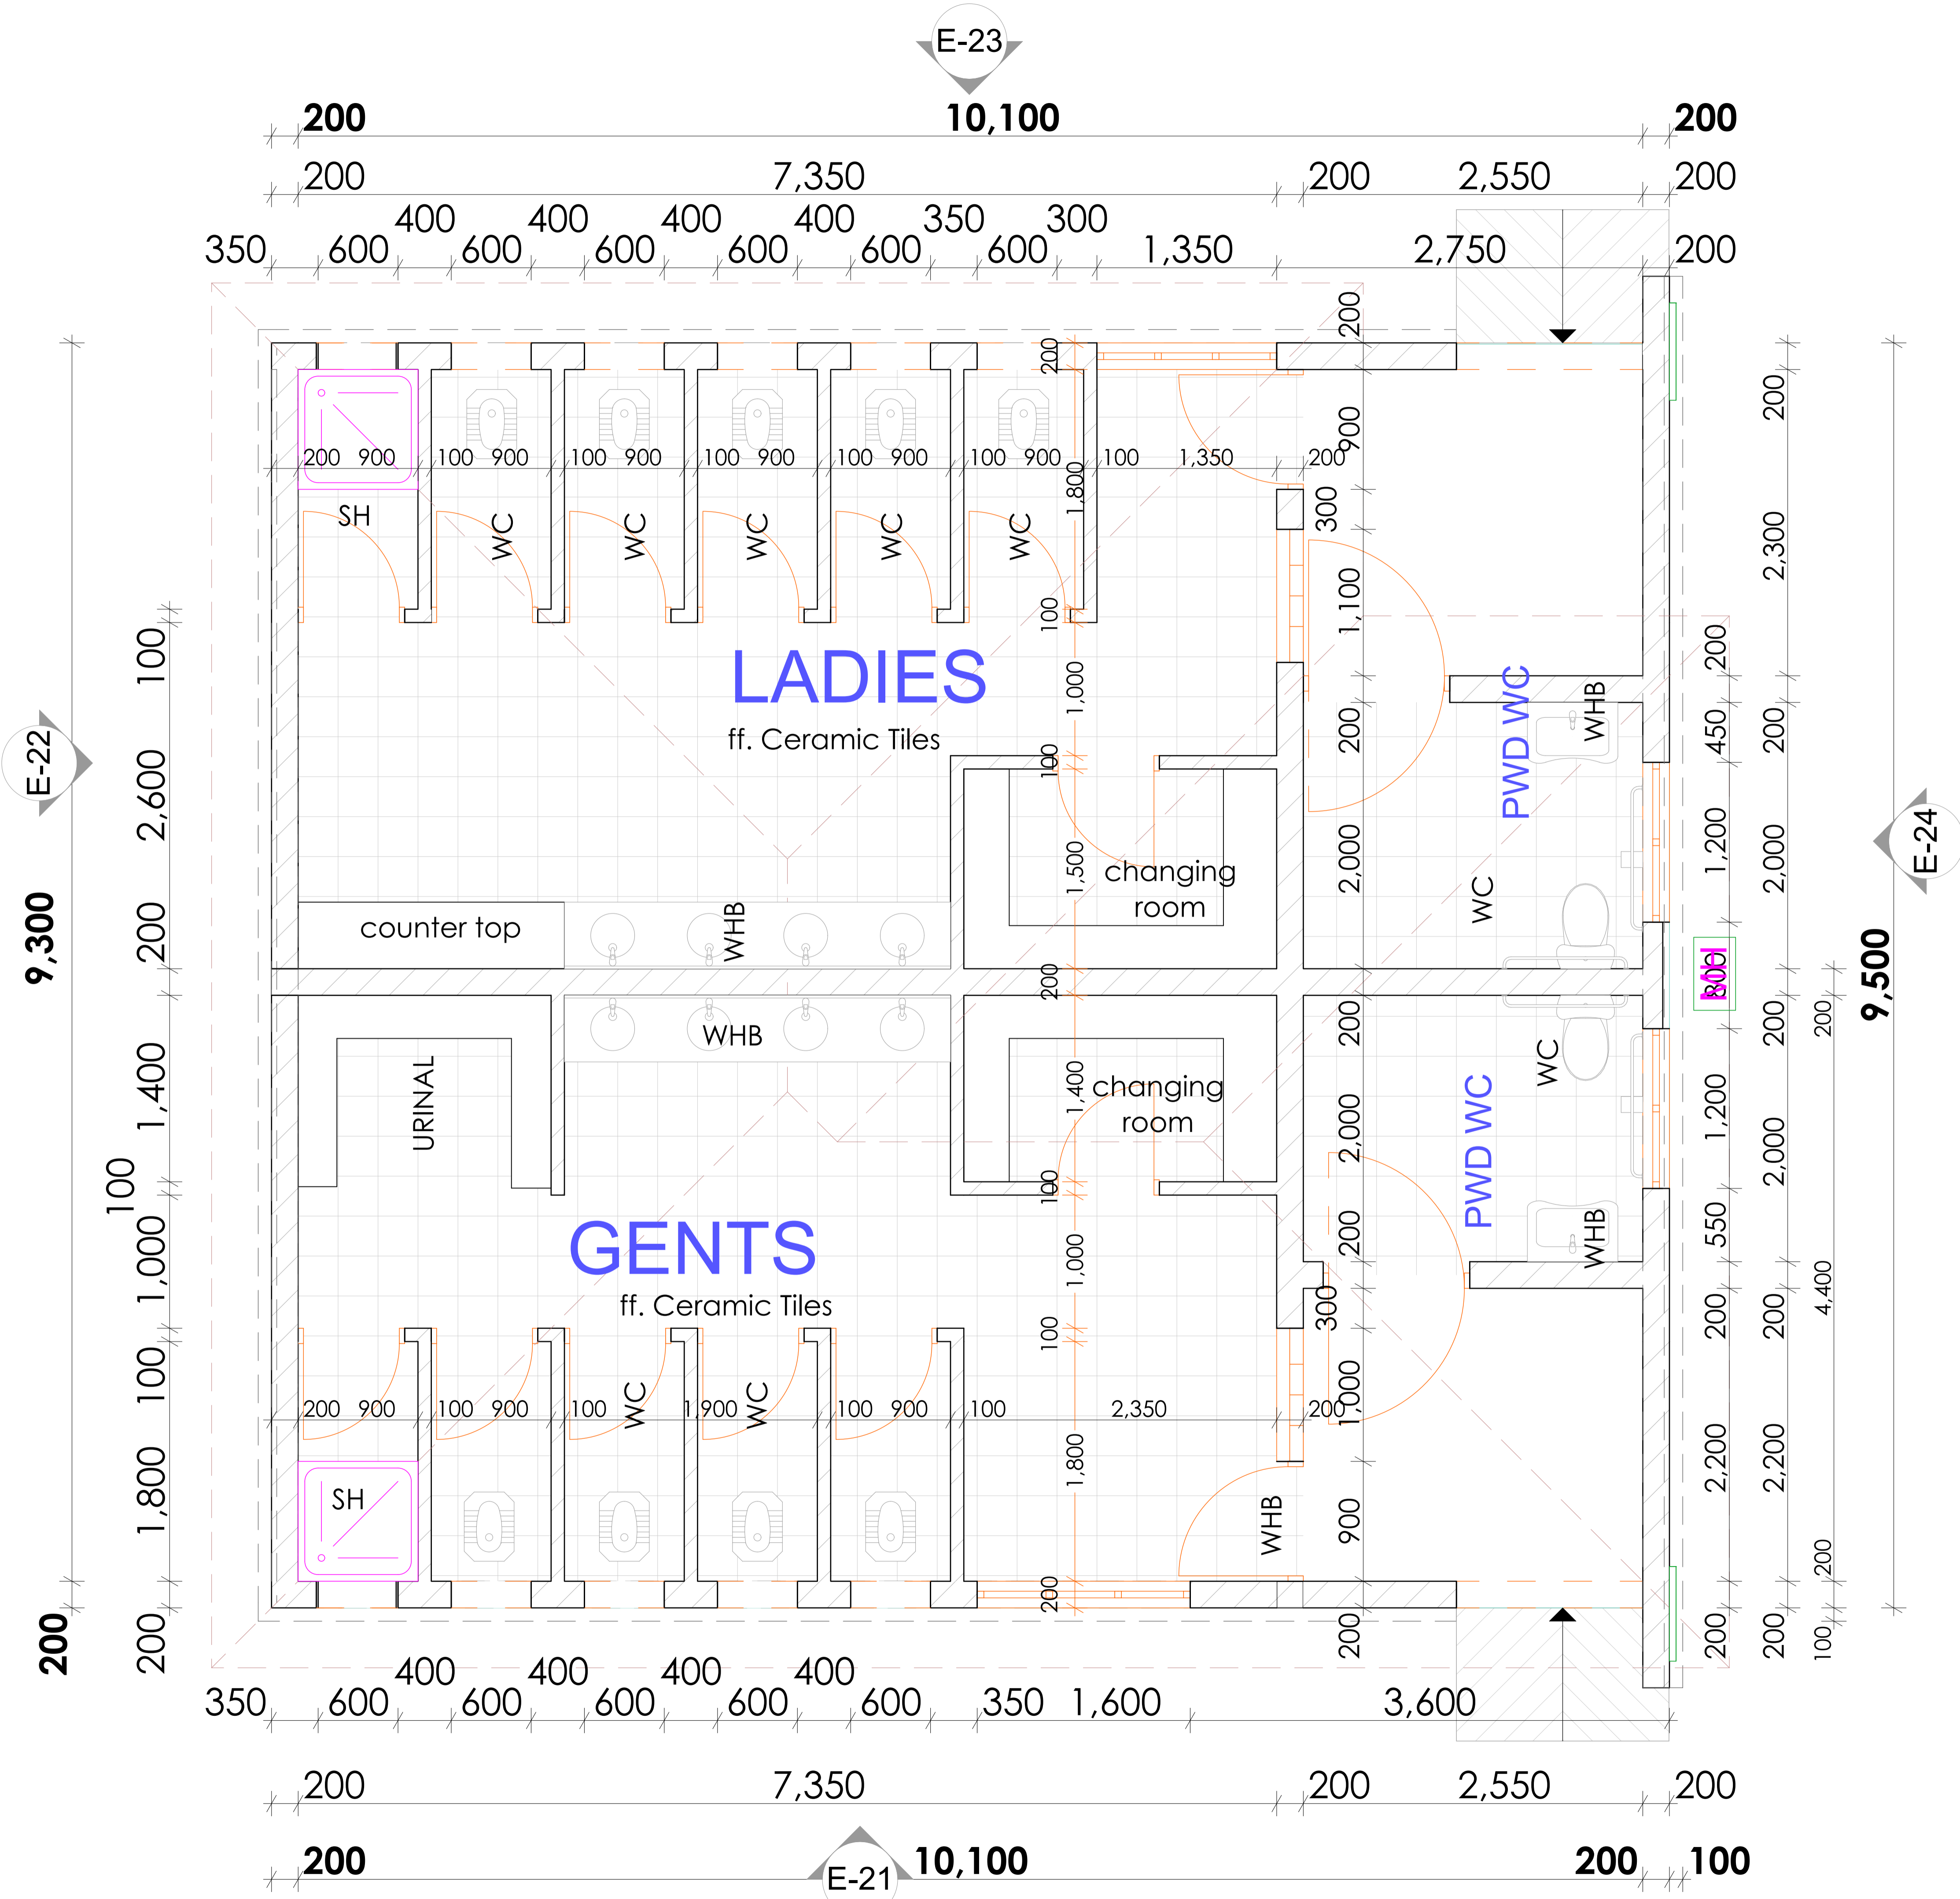 E-23
200 10,100 200
200 7,350 200 2,550 200
400 400 400 400 350 300
350 600 600 600 600 600 600 1,350 2,750 200
200
200
200 900 100 900 100 900 100 900 100 900 100 900 100 1,350 200
900
1,800
300
SH
WC
WC
WC
WC
WC
1,100
100
LADIES
ff. Ceramic Tiles
1,000
100
200
PWD WC
WHB
1,500
changing
room
2,000
WC
counter top
WHB
200
200
WHB
URINAL
1,400
changing
room
WC
2,000
PWD WC
100
GENTS
ff. Ceramic Tiles
1,000
200
WHB
300
100
WC
WC
200 900 100 900 100 1,900 100 900 100 2,350 200
1,000
1,800
SH
WHB
900
200
200
E-22
9,300
200
100
2,600
200
1,400
100
1,000
100
1,800
200
200
2,300
200
450
200
1,200
2,000
800
MH
200
200
1,200
2,000
550
4,400
200
200
2,200
2,200
200
200
200
100
9,500
E-24
400 400 400 400
350 600 600 600 600 600 350 1,600 3,600
200 7,350 200 2,550 200
200 10,100 200 100
E-21